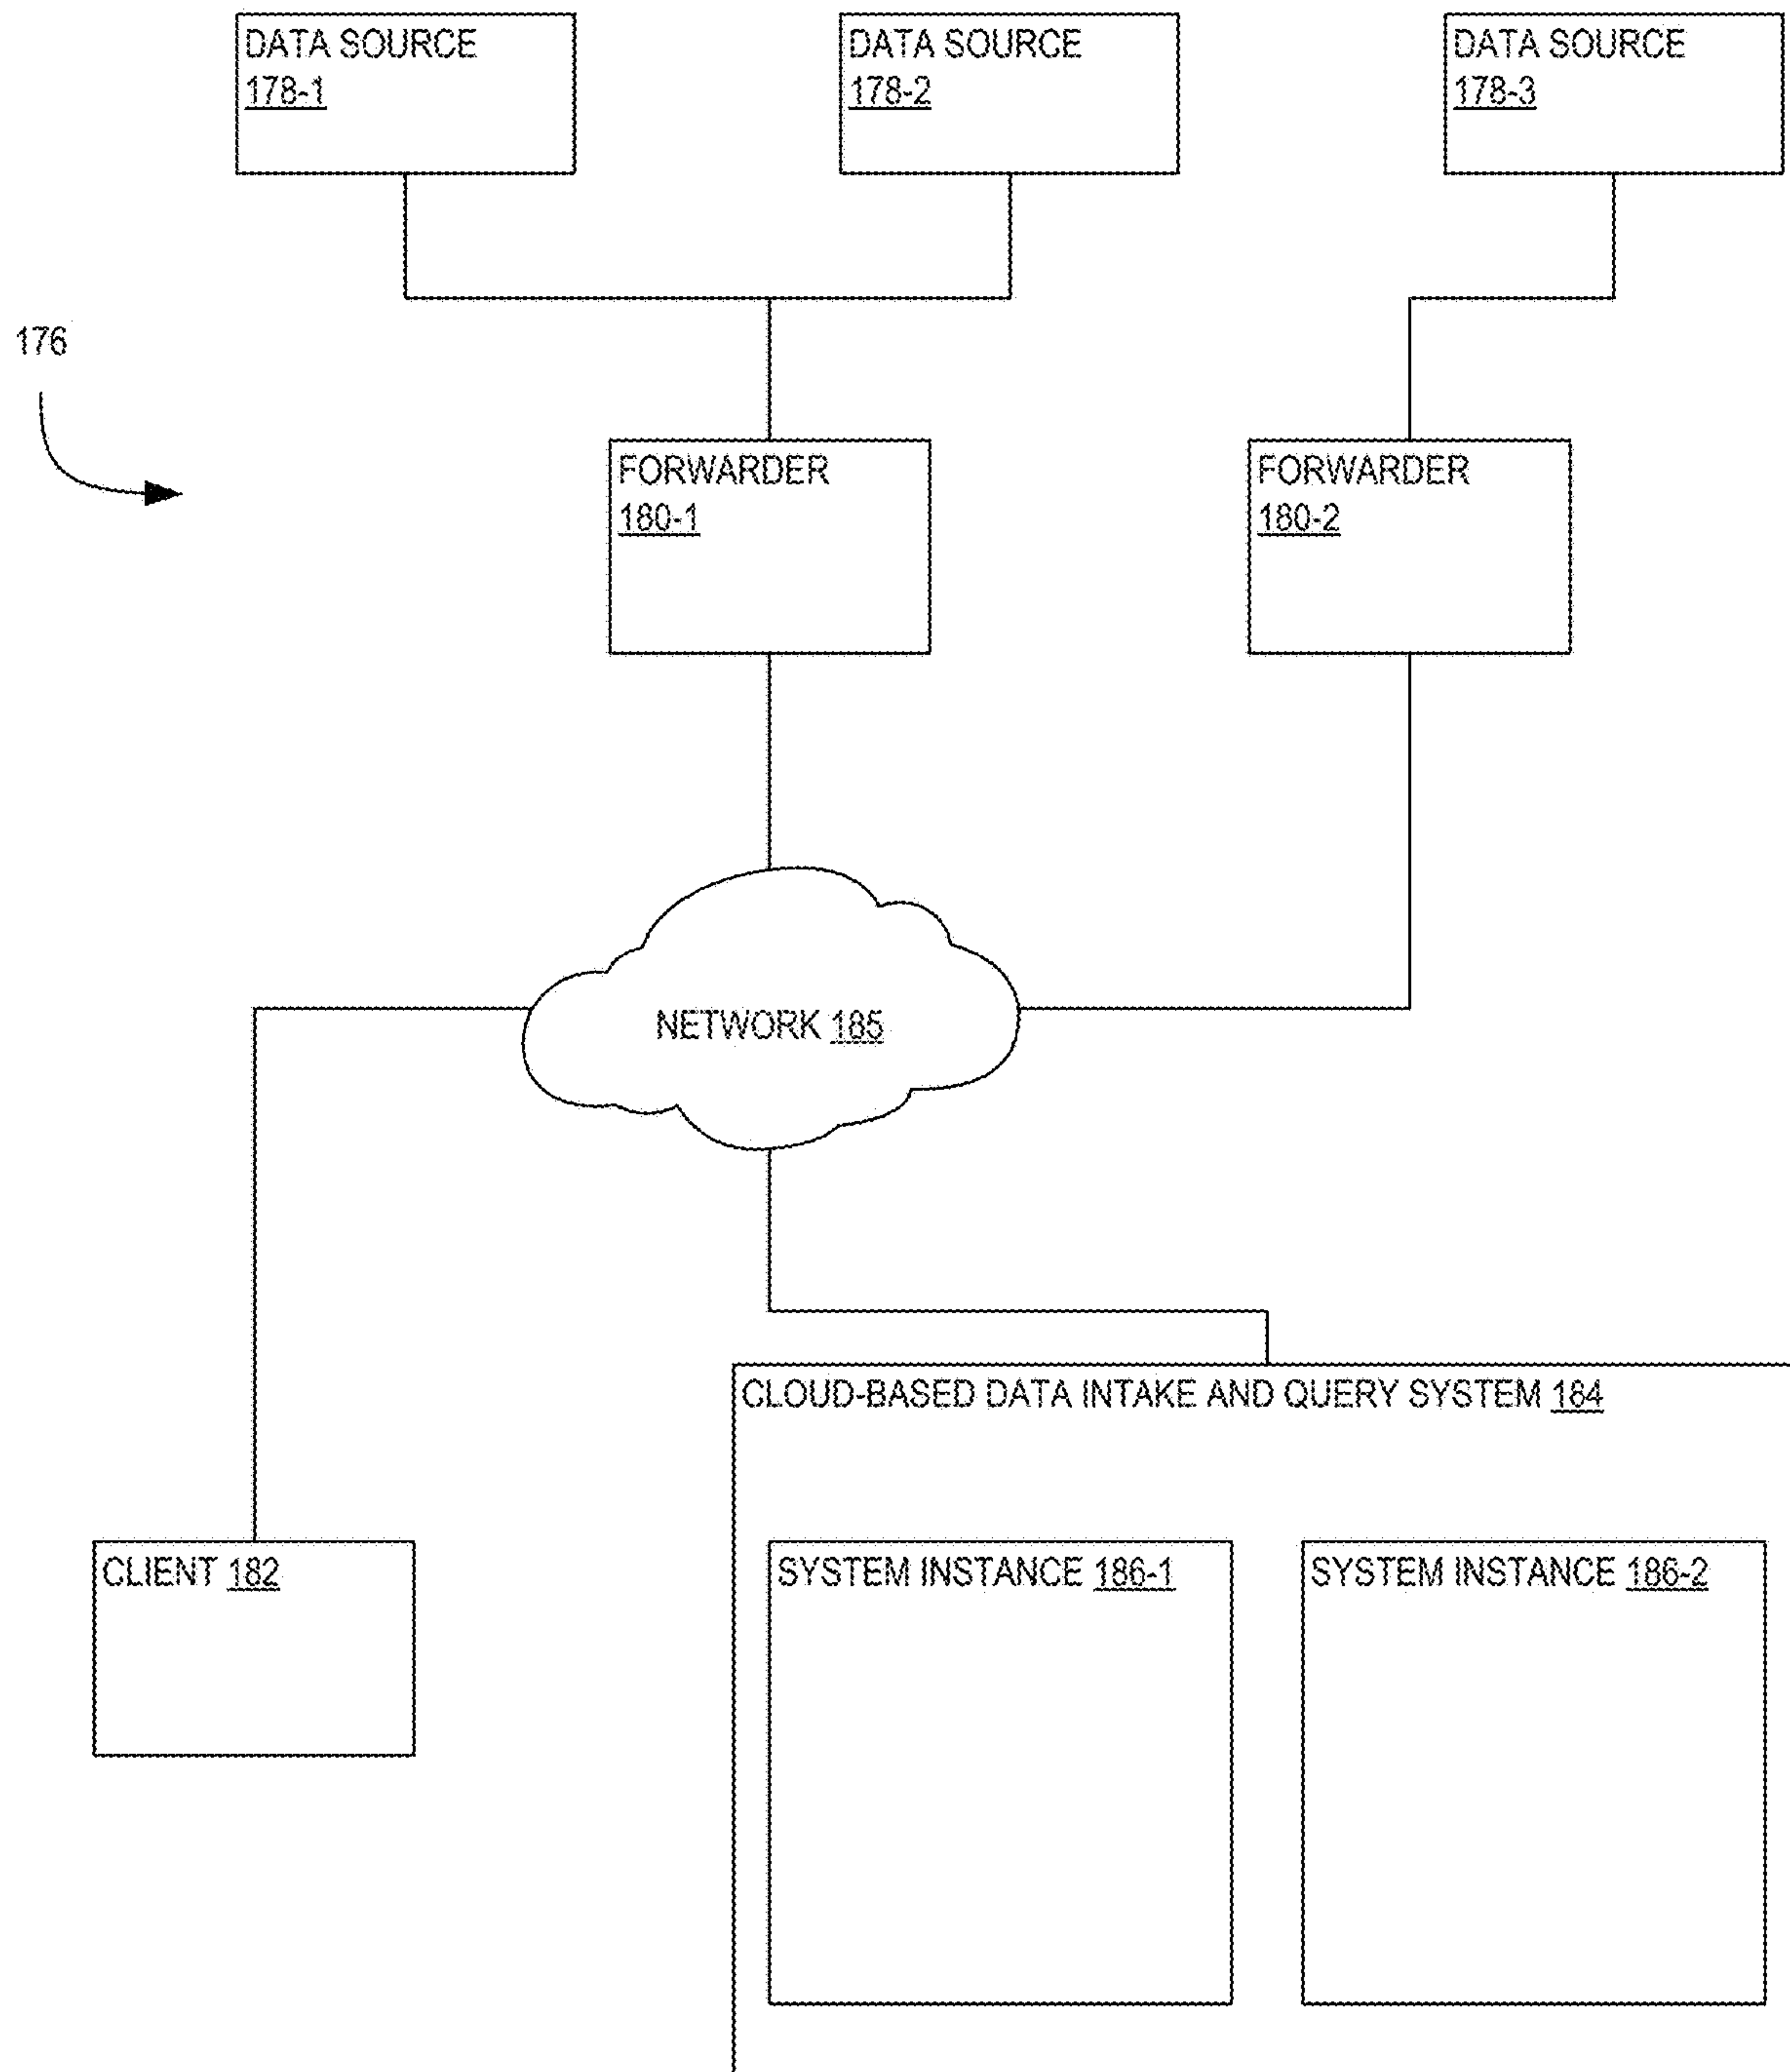 DATA SOURCE
178-1
DATA SOURCE
178-2
DATA SOURCE
178-3
176
FORWARDER
180-1
FORWARDER
180-2
NETWORK 185
CLOUD-BASED DATA INTAKE AND QUERY SYSTEM 184
CLIENT 182
SYSTEM INSTANCE 186-1
SYSTEM INSTANCE 186-2